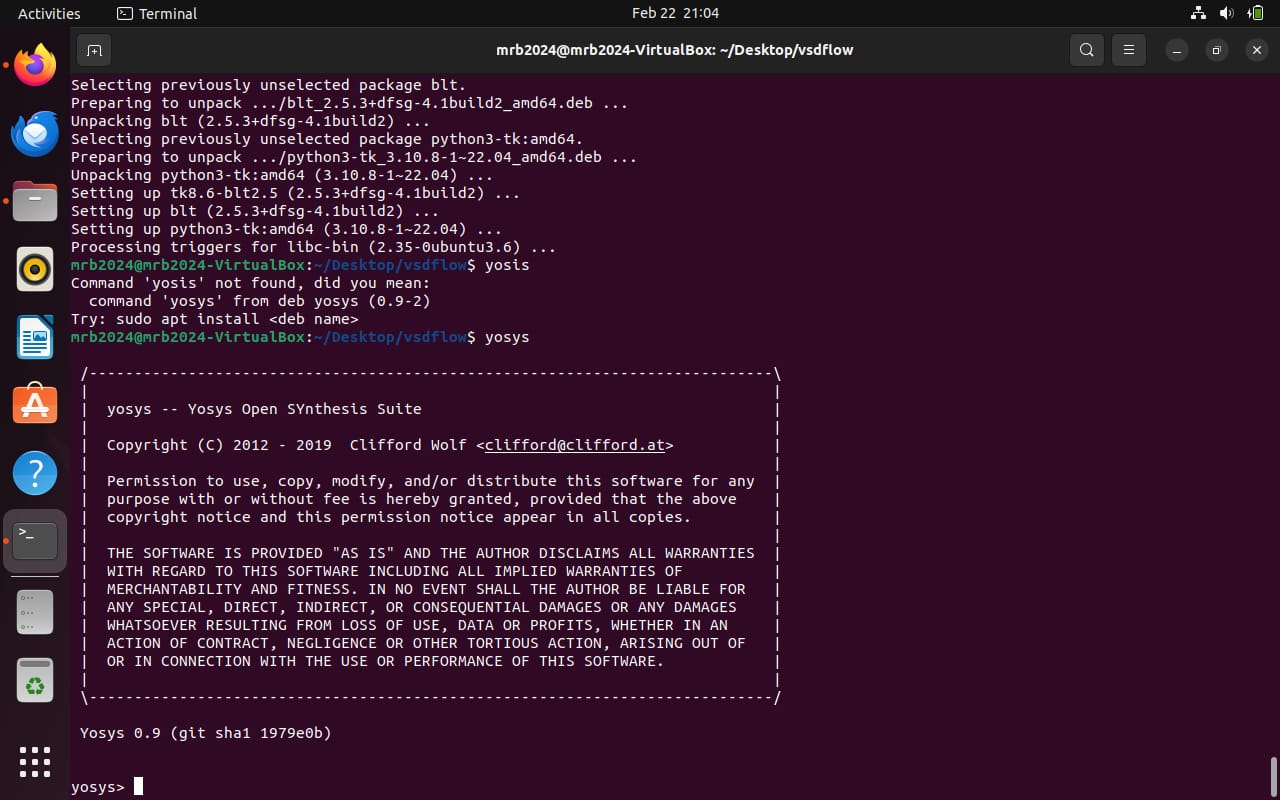 Activities Terminal Feb 22 21:04
mrb2024@mrb2024-VirtualBox: ~/Desktop/vsdflow
Selecting previously unselected package blt.
Preparing to unpack .../blt_2.5.3+dfsg-4.1build2_amd64.deb ...
Unpacking blt (2.5.3+dfsg-4.1build2) ...
Selecting previously unselected package python3-tk:amd64.
Preparing to unpack .../python3-tk_3.10.8-1~22.04_amd64.deb ...
Unpacking python3-tk:amd64 (3.10.8-1~22.04) ...
Setting up tk8.6-blt2.5 (2.5.3+dfsg-4.1build2) ...
Setting up blt (2.5.3+dfsg-4.1build2) ...
Setting up python3-tk:amd64 (3.10.8-1~22.04) ...
Processing triggers for libc-bin (2.35-0ubuntu3.6) ...
mrb2024@mrb2024-VirtualBox:~/Desktop/vsdflow$ yosis
Command 'yosis' not found, did you mean:
  command 'yosys' from deb yosys (0.9-2)
Try: sudo apt install <deb name>
mrb2024@mrb2024-VirtualBox:~/Desktop/vsdflow$ yosys
 /----------------------------------------------------------------------------\
 |                                                                            |
 |  yosys -- Yosys Open SYnthesis Suite                                       |
 |                                                                            |
 |  Copyright (C) 2012 - 2019  Clifford Wolf <clifford@clifford.at>           |
 |                                                                            |
 |  Permission to use, copy, modify, and/or distribute this software for any  |
 |  purpose with or without fee is hereby granted, provided that the above    |
 |  copyright notice and this permission notice appear in all copies.         |
 |                                                                            |
 |  THE SOFTWARE IS PROVIDED "AS IS" AND THE AUTHOR DISCLAIMS ALL WARRANTIES  |
 |  WITH REGARD TO THIS SOFTWARE INCLUDING ALL IMPLIED WARRANTIES OF          |
 |  MERCHANTABILITY AND FITNESS. IN NO EVENT SHALL THE AUTHOR BE LIABLE FOR   |
 |  ANY SPECIAL, DIRECT, INDIRECT, OR CONSEQUENTIAL DAMAGES OR ANY DAMAGES    |
 |  WHATSOEVER RESULTING FROM LOSS OF USE, DATA OR PROFITS, WHETHER IN AN     |
 |  ACTION OF CONTRACT, NEGLIGENCE OR OTHER TORTIOUS ACTION, ARISING OUT OF   |
 |  OR IN CONNECTION WITH THE USE OR PERFORMANCE OF THIS SOFTWARE.            |
 |                                                                            |
 \----------------------------------------------------------------------------/
 Yosys 0.9 (git sha1 1979e0b)
yosys>